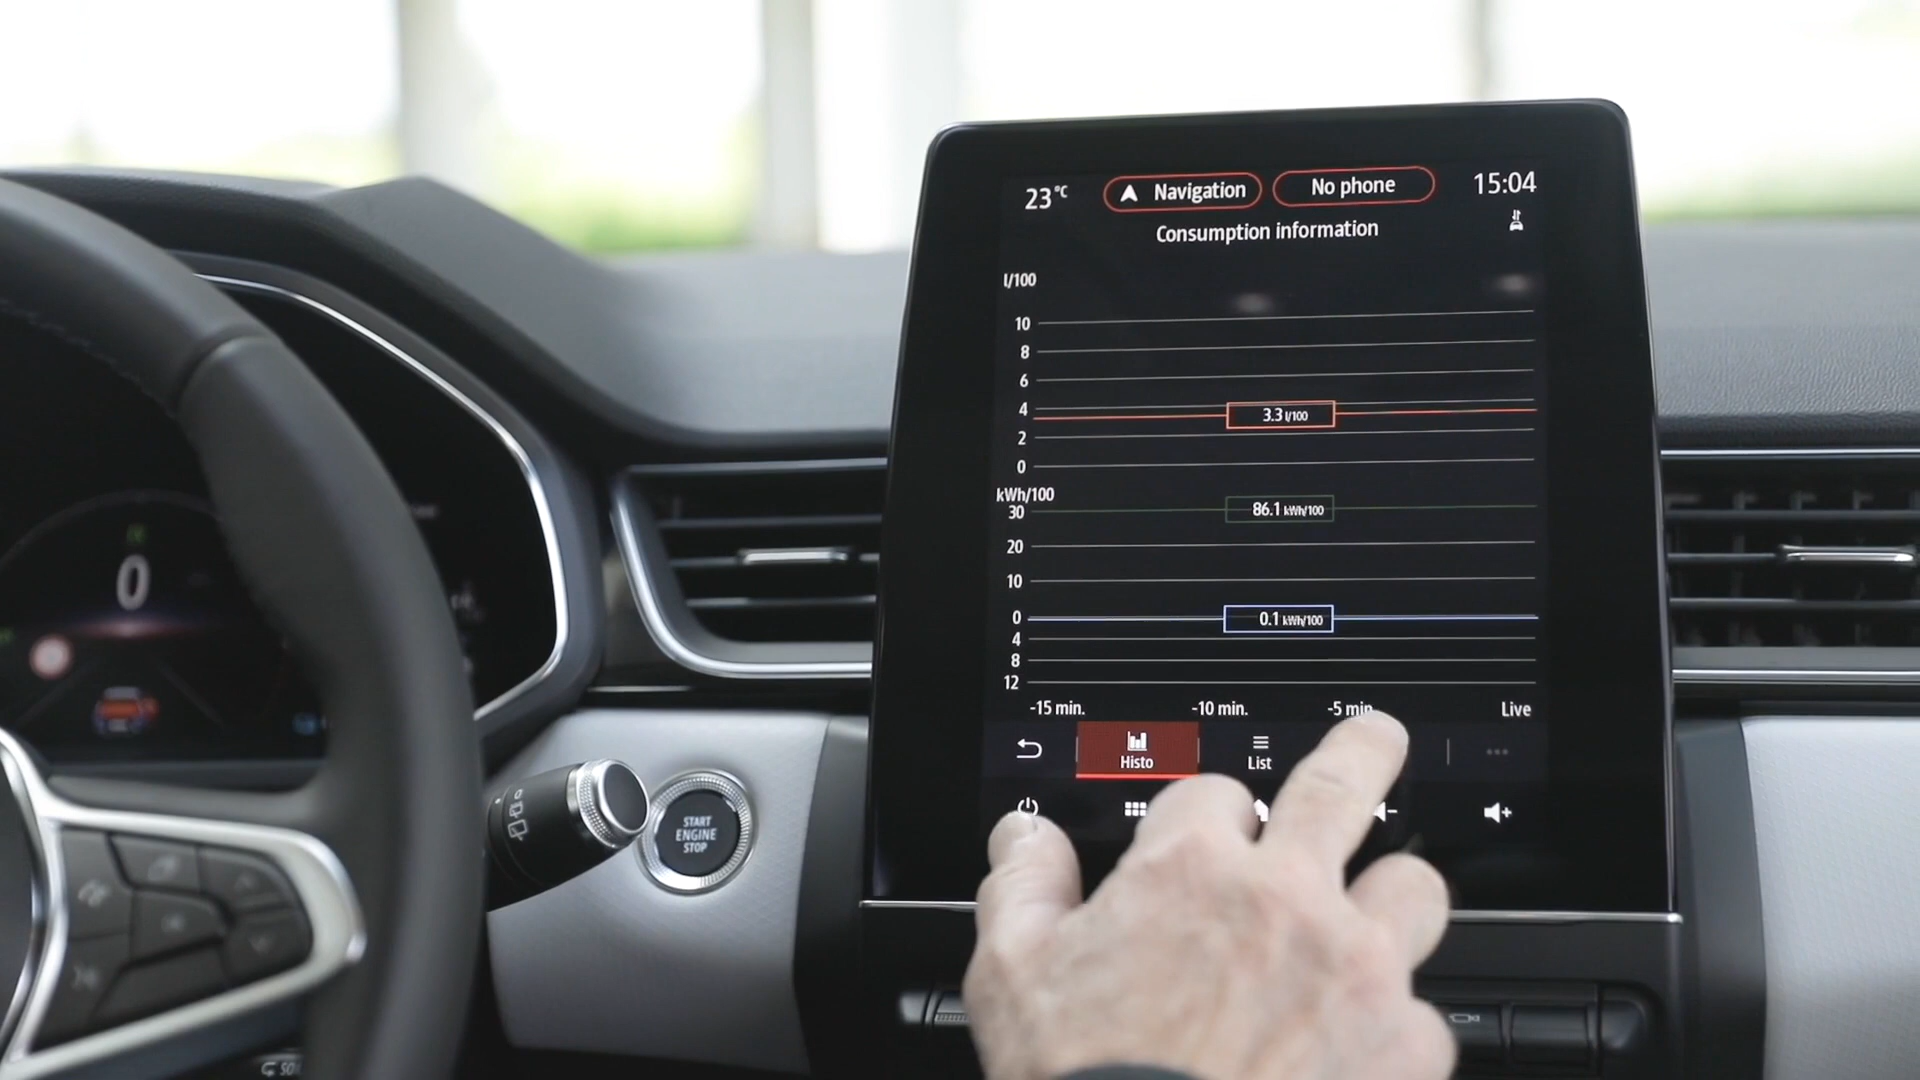 23°C Navigation No phone 15:04
Consumption information
l/100
10
8
6
4
3.3 l/100
2
0
kWh/100
30
86.1 kWh/100
20
10
0
0.1 kWh/100
4
8
12
-15 min. -10 min. -5 min. Live
Histo List
0
START
ENGINE
STOP